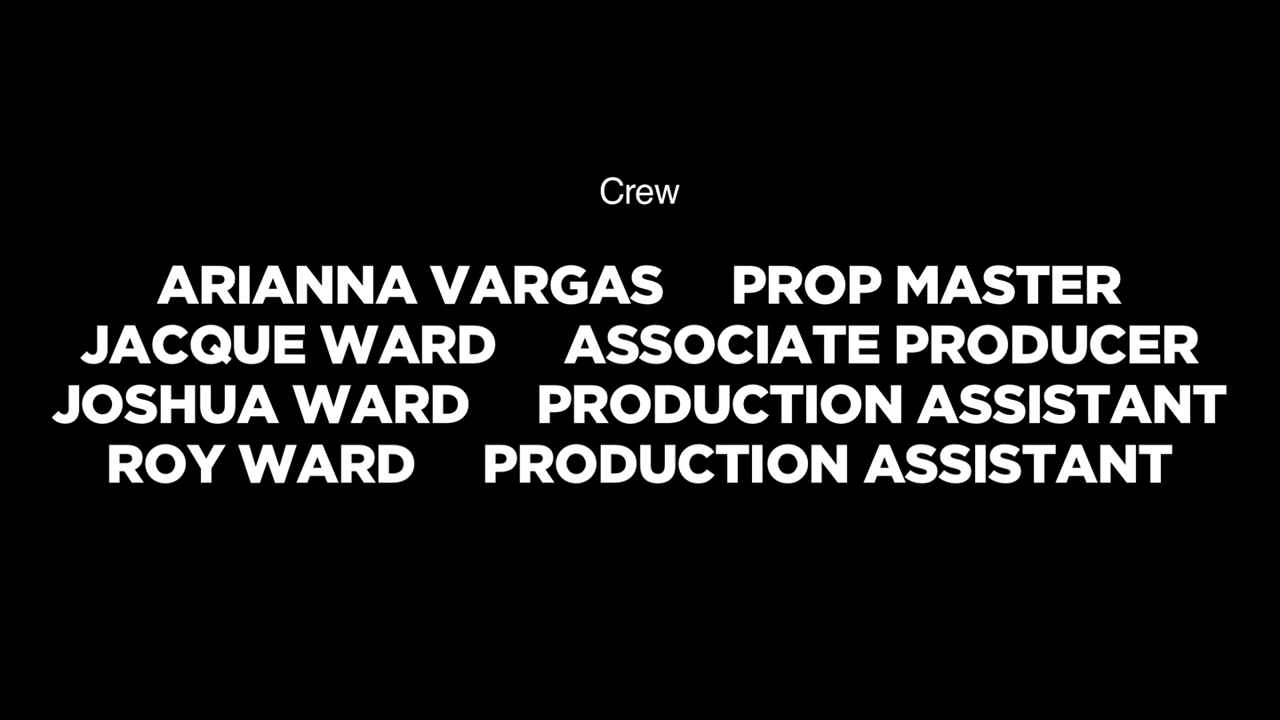 Crew
ARIANNA VARGAS PROP MASTER
JACQUE WARD ASSOCIATE PRODUCER
JOSHUA WARD PRODUCTION ASSISTANT
ROY WARD PRODUCTION ASSISTANT